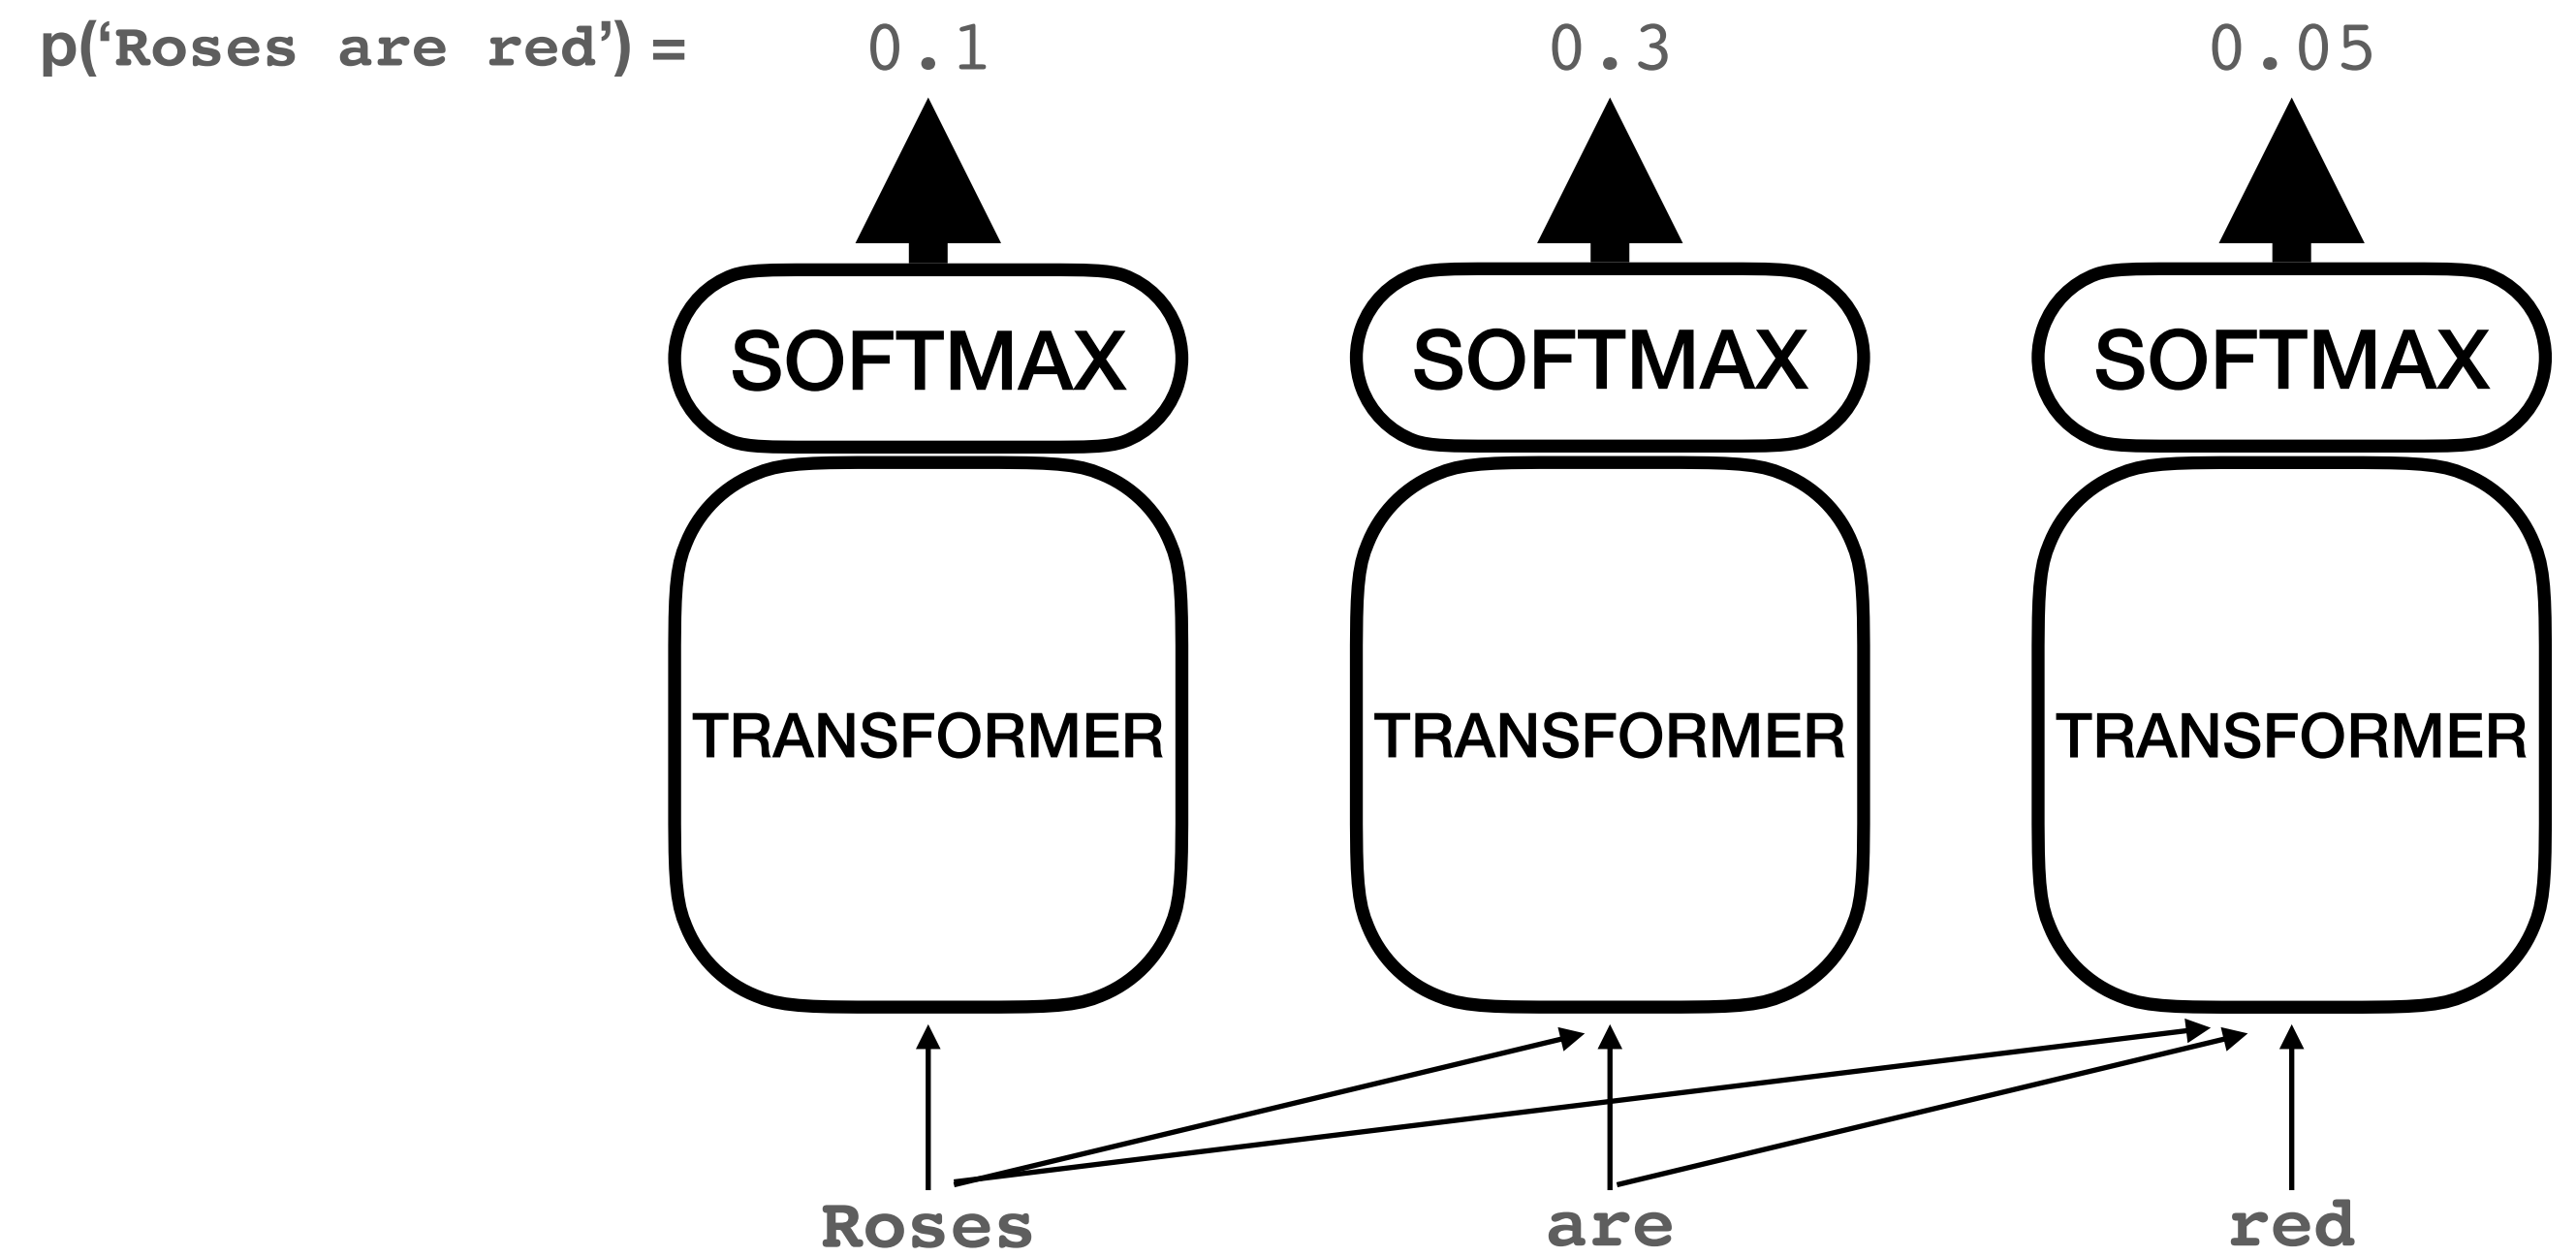 p(‘Roses are red’) = 0.1 0.3 0.05
SOFTMAX SOFTMAX SOFTMAX
TRANSFORMER TRANSFORMER TRANSFORMER
Roses are red